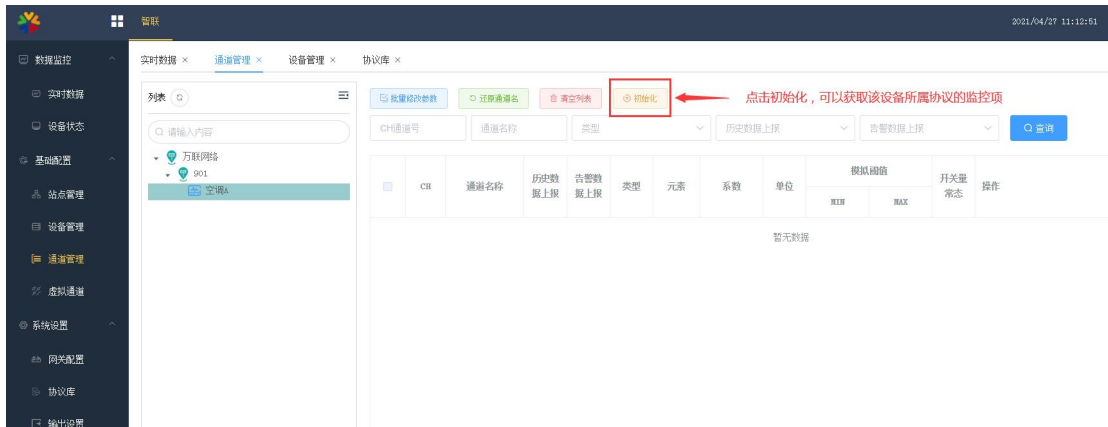 智联
2021/04/27 11:12:51
数据监控
实时数据
设备状态
基础配置
站点管理
设备管理
通道管理
虚拟通道
系统设置
网关配置
协议库
输出设置
实时数据 × 通道管理 × 设备管理 × 协议库 ×
列表
请输入内容
万联网络
901
空调A
批量修改参数 还原通道名 清空列表 初始化 点击初始化，可以获取该设备所属协议的监控项
CH通道号 通道名称 类型 历史数据上报 告警数据上报 查询
CH 通道名称 历史数据上报 告警数据上报 类型 元素 系数 单位 模拟阈值 开关量常态 操作
MIN MAX
暂无数据